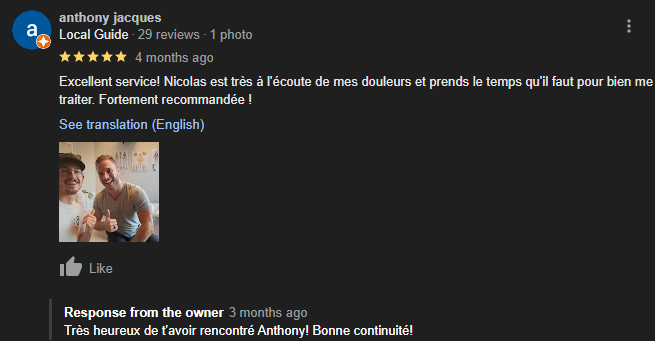 a
anthony jacques
Local Guide · 29 reviews · 1 photo
4 months ago
Excellent service! Nicolas est très à l'écoute de mes douleurs et prends le temps qu'il faut pour bien me
traiter. Fortement recommandée !
See translation (English)
Like
Response from the owner 3 months ago
Très heureux de t'avoir rencontré Anthony! Bonne continuité!